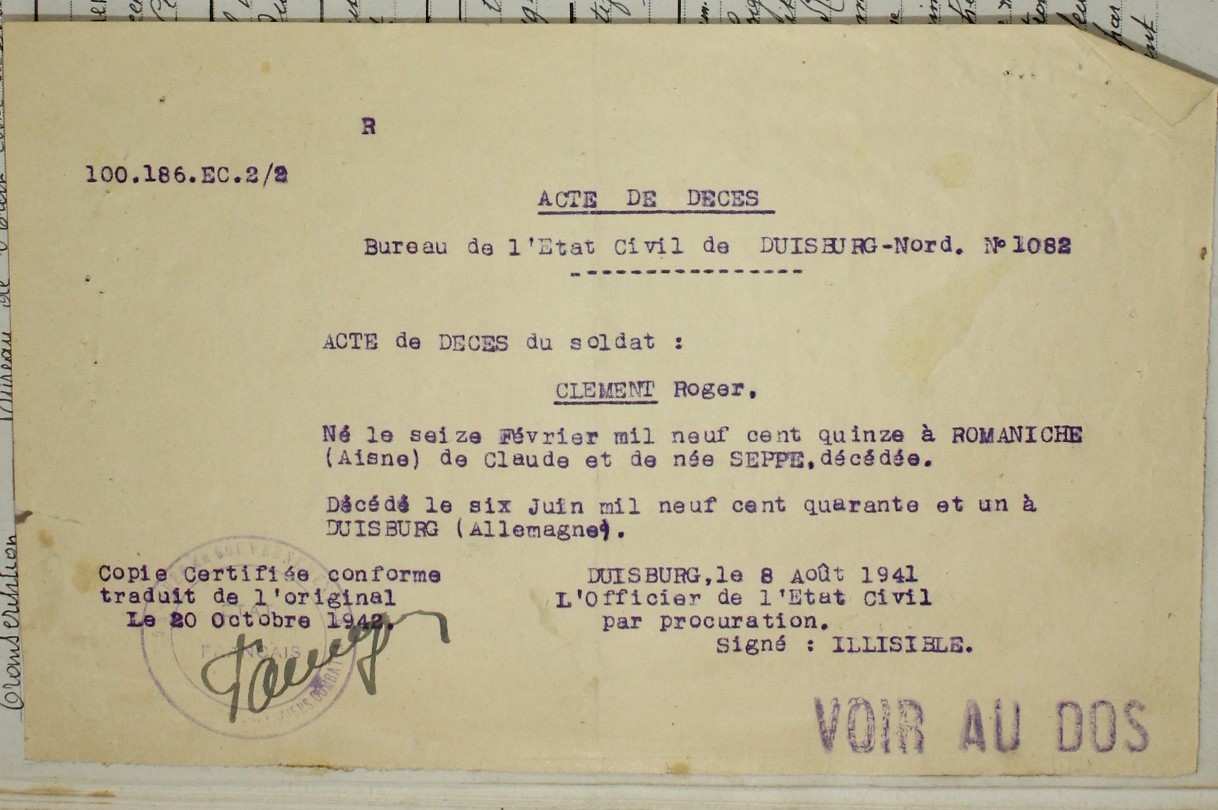 R
100.186.EC.2/2
ACTE DE DECES
Bureau de l'Etat Civil de DUISBURG-Nord. N° 1082
ACTE de DECES du soldat :
CLEMENT Roger.
Né le seize Février mil neuf cent quinze à ROMANICHE
(Aisne) de Claude et de née SEPPE, décédée.
Décédé le six Juin mil neuf cent quarante et un à
DUISBURG (Allemagne).
Copie Certifiée conforme
traduit de l'original
Le 20 Octobre 1942.
DUISBURG, le 8 Août 1941
L'Officier de l'Etat Civil
par procuration.
Signé : ILLISIBLE.
ETAT
FRANÇAIS
VOIR AU DOS
Transcription